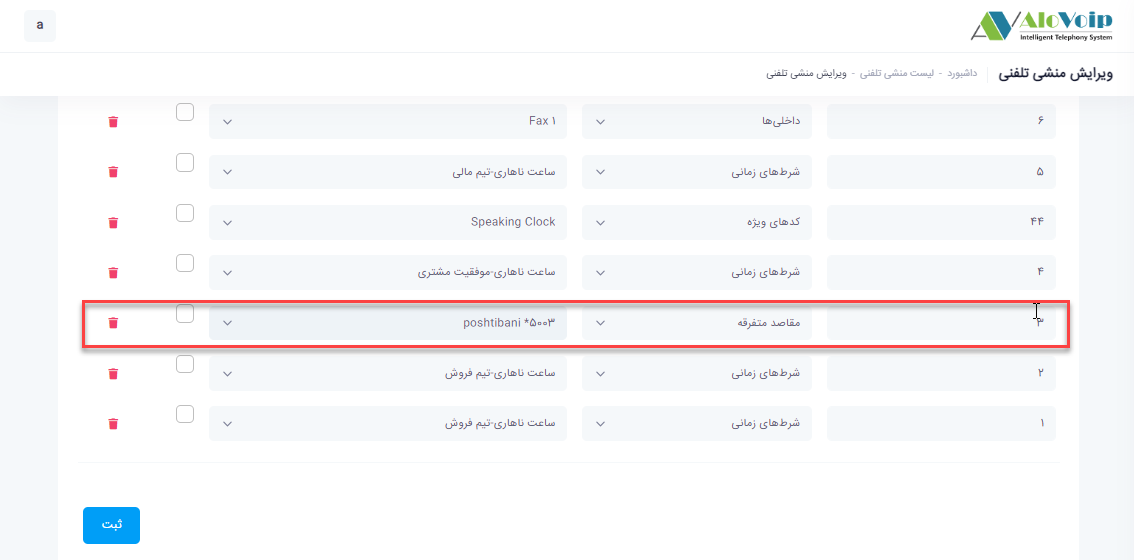 AloVoip
Intelligent Telephony System
a
ویرایش منشی تلفنی
داشبورد - لیست منشی تلفنی - ویرایش منشی تلفنی
۶ داخلی‌ها Fax ۱
۵ شرط‌های زمانی ساعت ناهاری-تیم مالی
۴۴ کدهای ویژه Speaking Clock
۴ شرط‌های زمانی ساعت ناهاری-موفقیت مشتری
۳ مقاصد متفرقه poshtibani *۵۰۰۳
۲ شرط‌های زمانی ساعت ناهاری-تیم فروش
۱ شرط‌های زمانی ساعت ناهاری-تیم فروش
ثبت